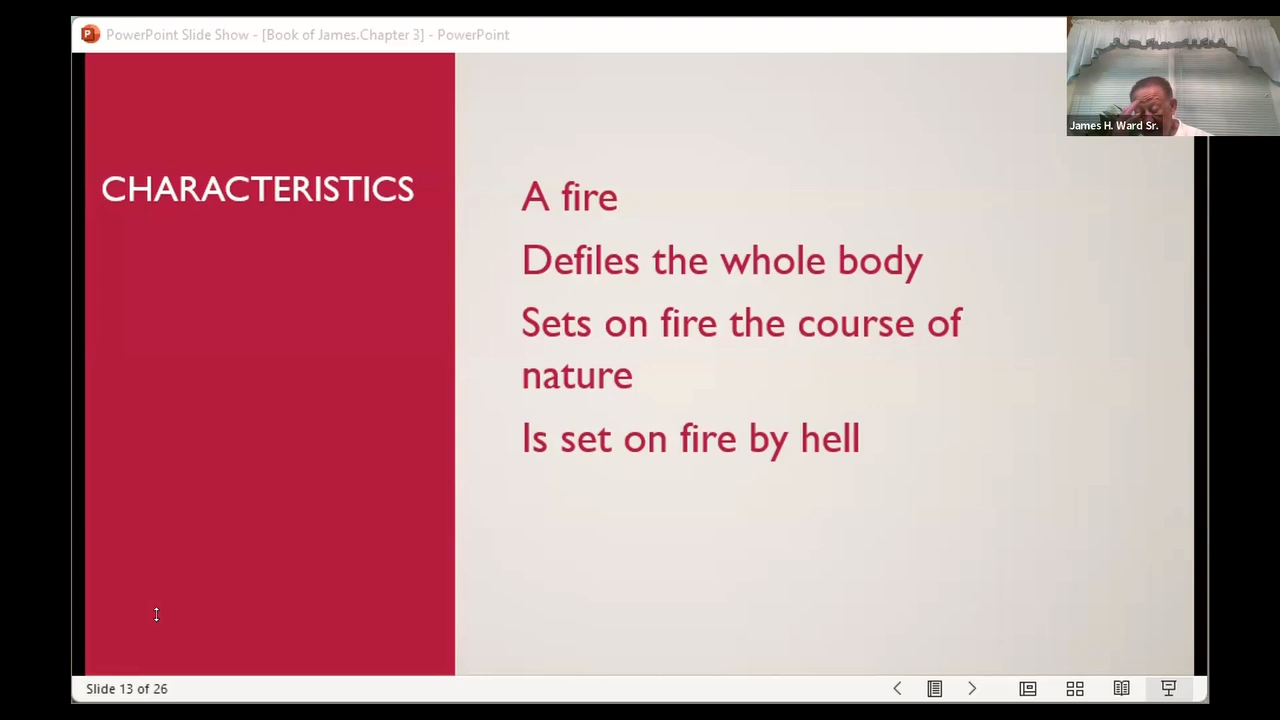 PowerPoint Slide Show - [Book of James.Chapter 3] - PowerPoint
James H. Ward Sr.
CHARACTERISTICS
A fire
Defiles the whole body
Sets on fire the course of
nature
Is set on fire by hell
Slide 13 of 26